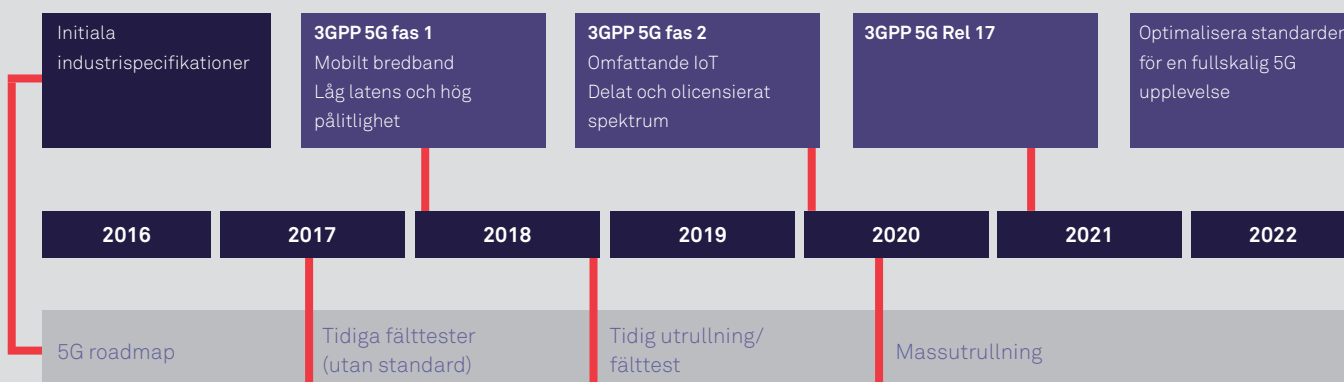 Initiala
industrispecifikationer
3GPP 5G fas 1
Mobilt bredband
Låg latens och hög
pålitlighet
3GPP 5G fas 2
Omfattande IoT
Delat och olicensierat
spektrum
3GPP 5G Rel 17
Optimalisera standarder
för en fullskalig 5G
upplevelse
2016
2017
2018
2019
2020
2021
2022
5G roadmap
Tidiga fälttester
(utan standard)
Tidig utrullning/
fälttest
Massutrullning